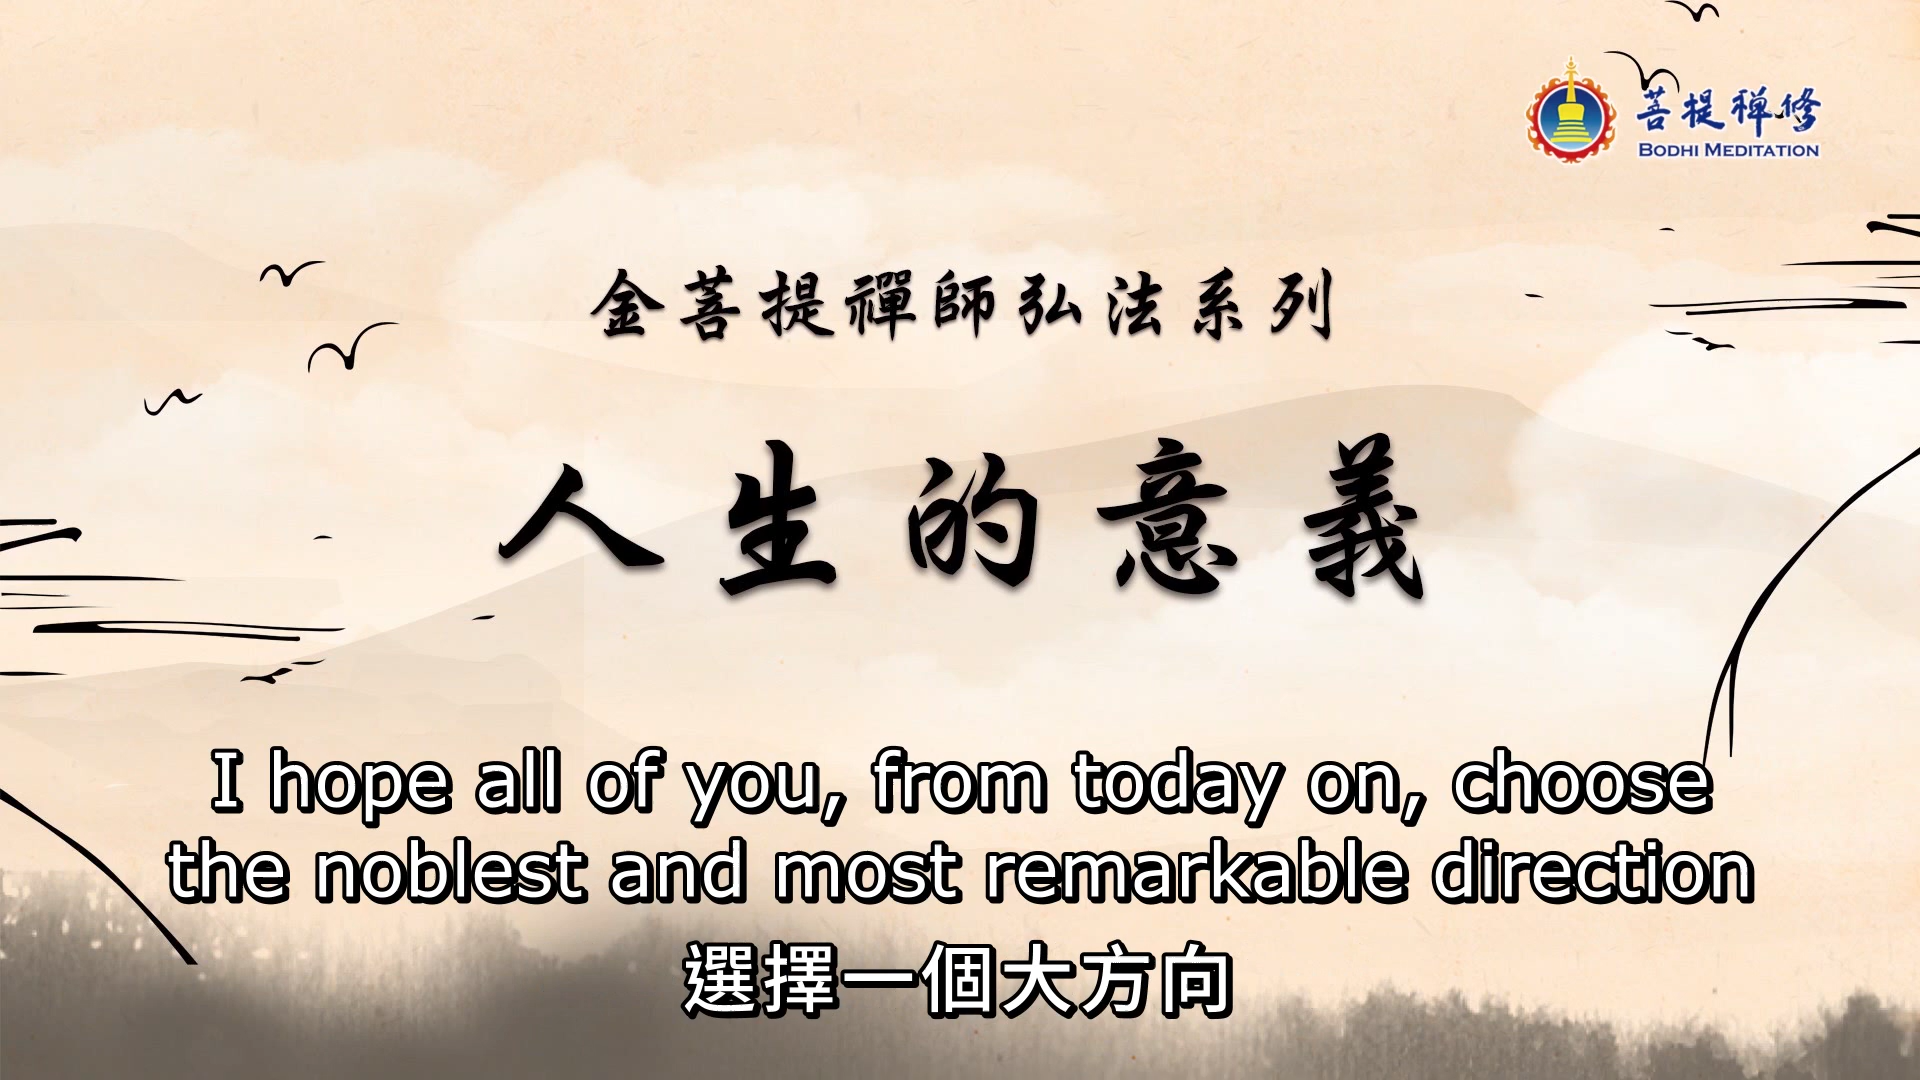 菩提禪修
BODHI MEDITATION
金菩提禪師弘法系列
人生的意義
I hope all of you, from today on, choose
the noblest and most remarkable direction
選擇一個大方向